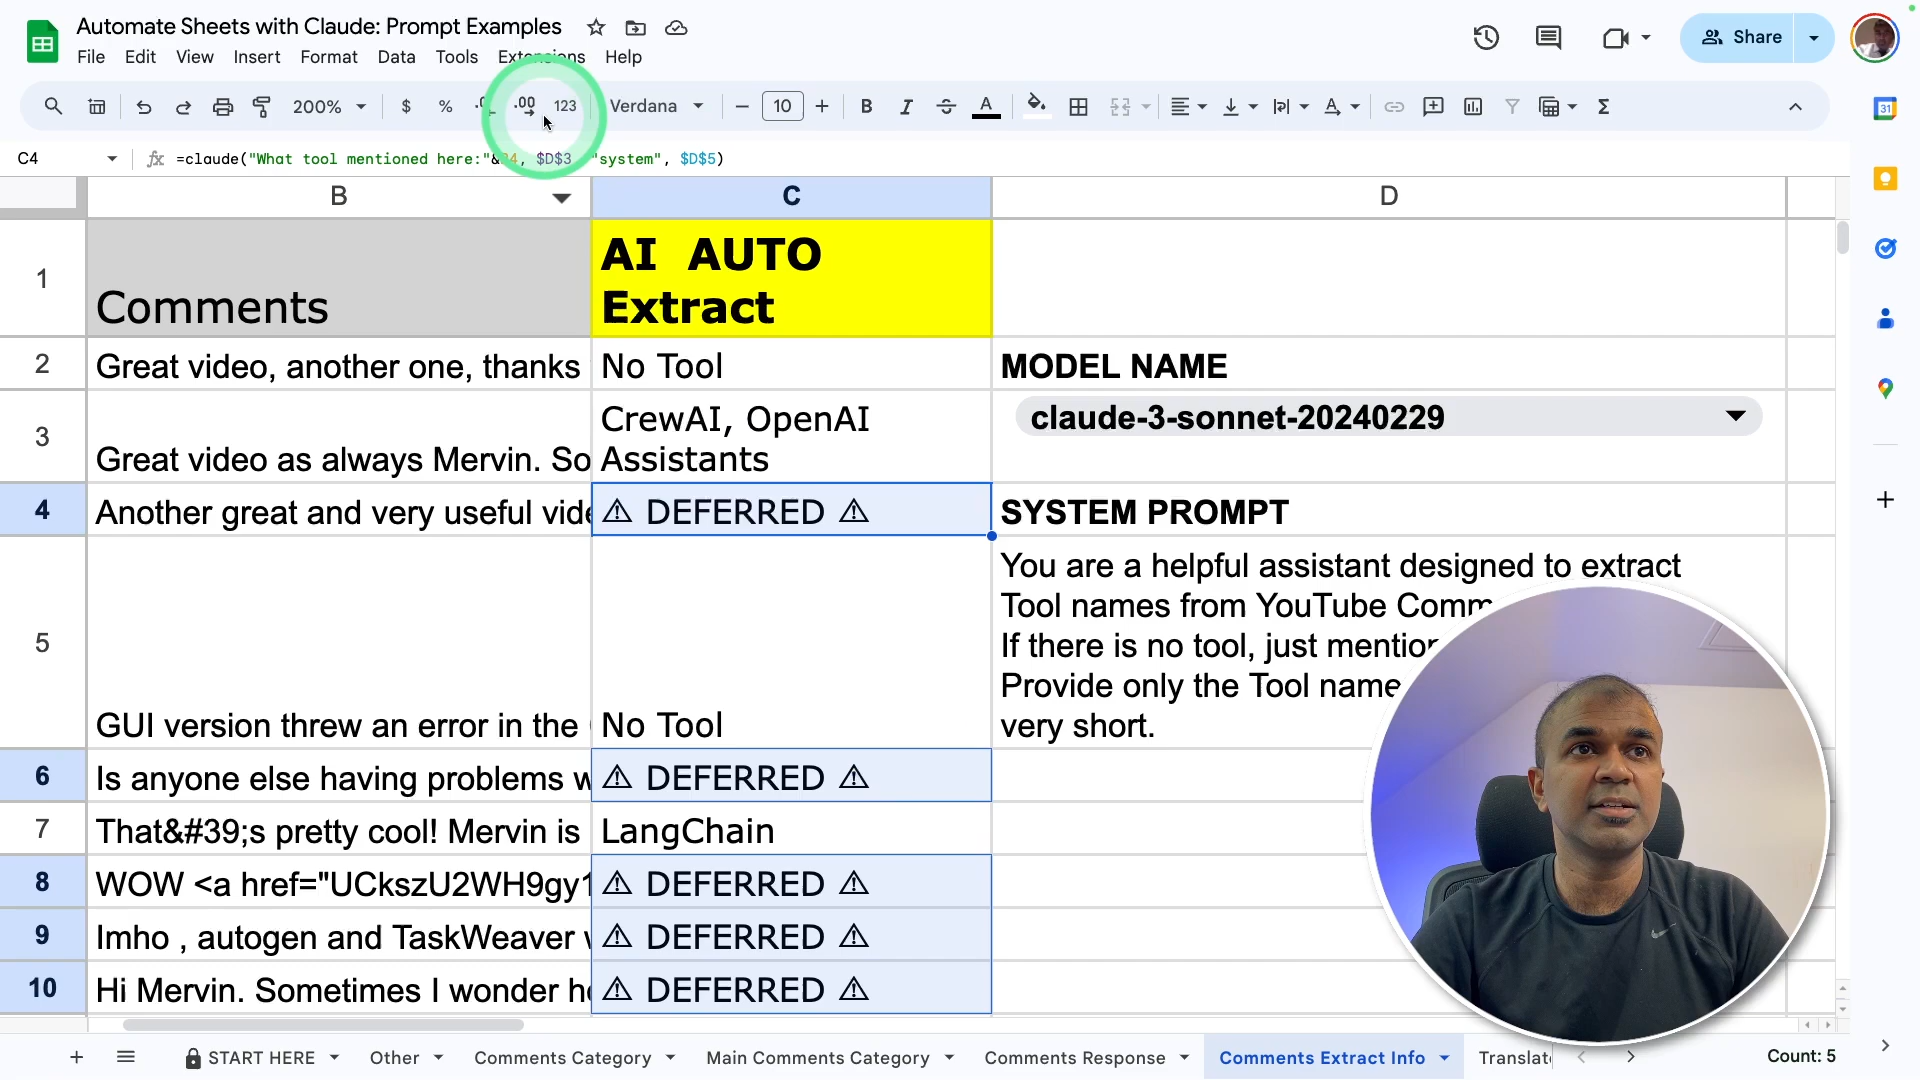 Automate Sheets with Claude: Prompt Examples
File Edit View Insert Format Data Tools Extensions Help
Share
200% $ % .00 123 Verdana 10 B I A
C4 fx =claude("What tool mentioned here:"& $D$3 "system", $D$5)
B C D
1 Comments AI AUTO
Extract
2 Great video, another one, thanks No Tool MODEL NAME
3 Great video as always Mervin. So CrewAI, OpenAI
Assistants claude-3-sonnet-20240229
4 Another great and very useful vide ⚠ DEFERRED ⚠ SYSTEM PROMPT
You are a helpful assistant designed to extract
Tool names from YouTube Comm
If there is no tool, just mention
Provide only the Tool name
very short.
5 GUI version threw an error in the No Tool
6 Is anyone else having problems w ⚠ DEFERRED ⚠
7 That&#39;s pretty cool! Mervin is LangChain
8 WOW <a href="UCkszU2WH9gy1 ⚠ DEFERRED ⚠
9 Imho , autogen and TaskWeaver ⚠ DEFERRED ⚠
10 Hi Mervin. Sometimes I wonder ⚠ DEFERRED ⚠
31
START HERE Other Comments Category Main Comments Category Comments Response Comments Extract Info Translat
Count: 5